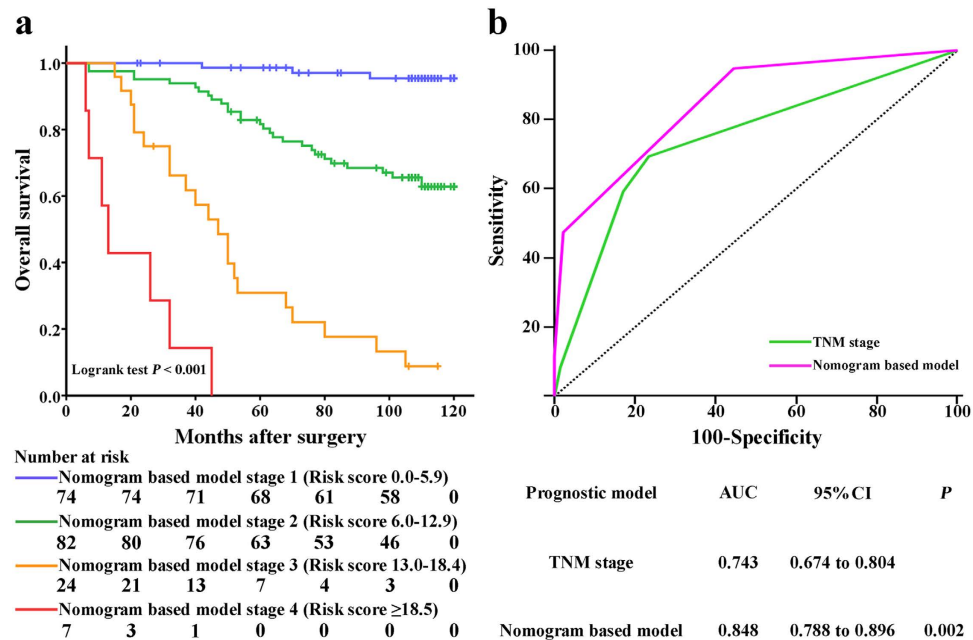 a
Overall survival
1.0
0.8
0.6
0.4
0.2
0.0
Logrank test P < 0.001
0 20 40 60 80 100 120
Months after surgery
Number at risk
Nomogram based model stage 1 (Risk score 0.0-5.9)
74 74 71 68 61 58 0
Nomogram based model stage 2 (Risk score 6.0-12.9)
82 80 76 63 53 46 0
Nomogram based model stage 3 (Risk score 13.0-18.4)
24 21 13 7 4 3 0
Nomogram based model stage 4 (Risk score ≥18.5)
7 3 1 0 0 0 0
b
Sensitivity
100
80
60
40
20
TNM stage
Nomogram based model
0 20 40 60 80 100
100-Specificity
Prognostic model AUC 95%CI P
TNM stage 0.743 0.674 to 0.804
Nomogram based model 0.848 0.788 to 0.896 0.002